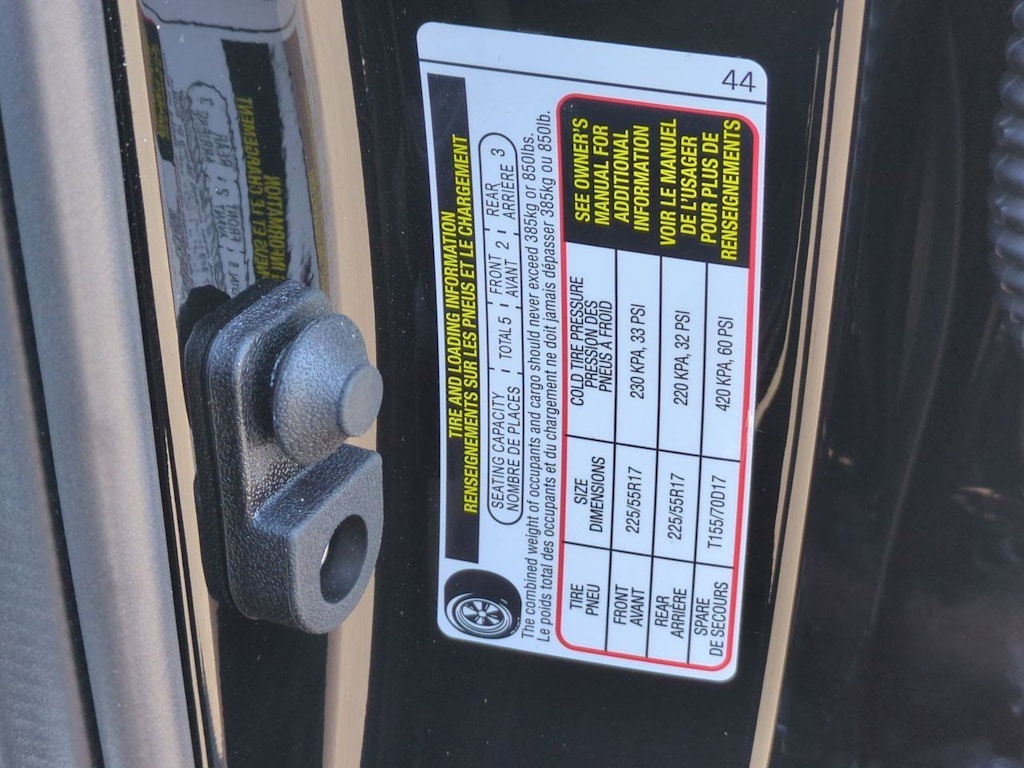 44
TIRE AND LOADING INFORMATION
RENSEIGNEMENTS SUR LES PNEUS ET LE CHARGEMENT
SEATING CAPACITY TOTAL 5 FRONT 2 REAR 3
NOMBRE DE PLACES AVANT ARRIÈRE
The combined weight of occupants and cargo should never exceed 385kg or 850lbs.
Le poids total des occupants et du chargement ne doit jamais dépasser 385kg ou 850lb.
TIRE SIZE COLD TIRE PRESSURE
PNEU DIMENSIONS PRESSION DES
PNEUS À FROID
FRONT 225/55R17 230 KPA, 33 PSI
AVANT
REAR 225/55R17 220 KPA, 32 PSI
ARRIÈRE
SPARE T155/70D17 420 KPA, 60 PSI
DE SECOURS
SEE OWNER'S
MANUAL FOR
ADDITIONAL
INFORMATION
VOIR LE MANUEL
DE L'USAGER
POUR PLUS DE
RENSEIGNEMENTS